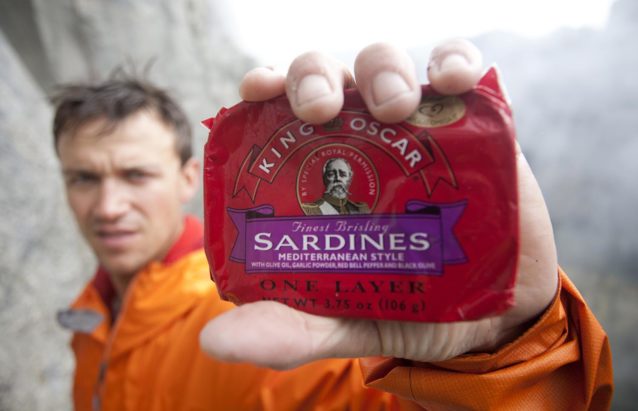 KING OSCAR
BY SPECIAL ROYAL PERMISSION
Finest Brisling
SARDINES
MEDITERRANEAN STYLE
WITH OLIVE OIL, GARLIC POWDER, RED BELL PEPPER AND BLACK OLIVE
ONE LAYER
NET WT 3.75 oz (106 g)